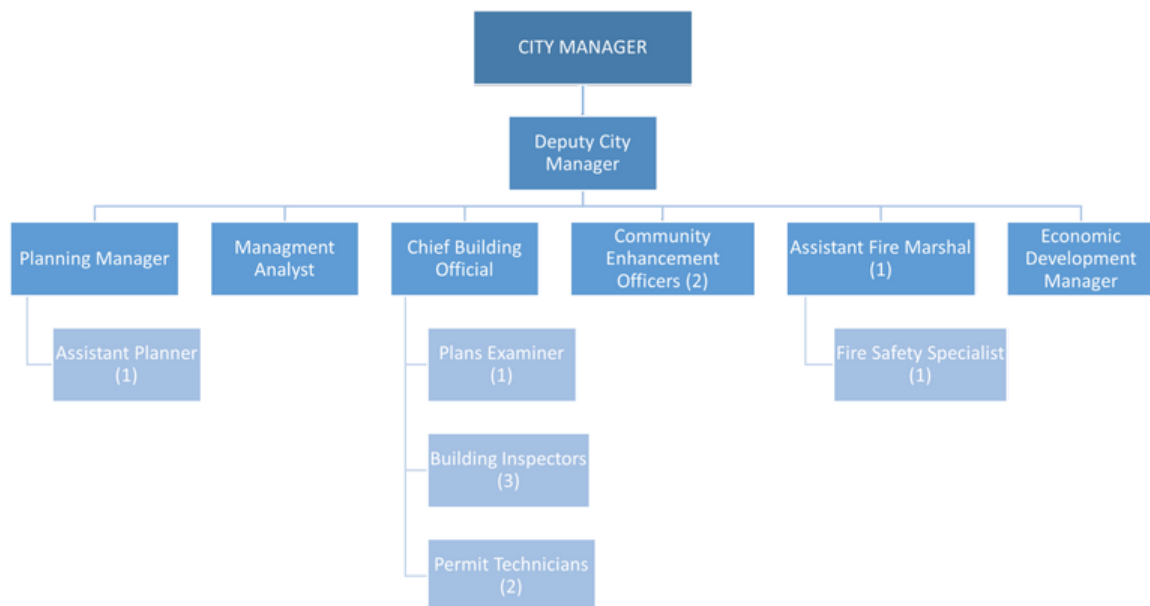 CITY MANAGER
Deputy City
Manager
Planning Manager
Managment
Analyst
Chief Building
Official
Community
Enhancement
Officers (2)
Assistant Fire Marshal
(1)
Economic
Development
Manager
Assistant Planner
(1)
Plans Examiner
(1)
Fire Safety Specialist
(1)
Building Inspectors
(3)
Permit Technicians
(2)